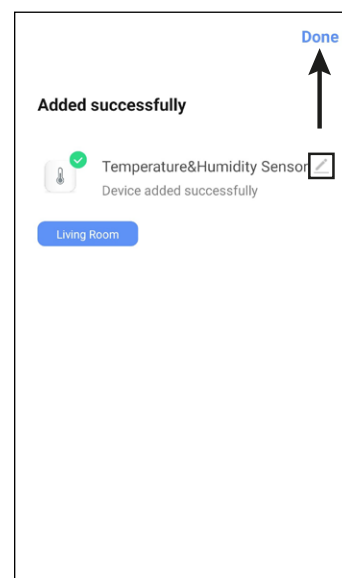 Done
Added successfully
Temperature&Humidity Sensor
Device added successfully
Living Room